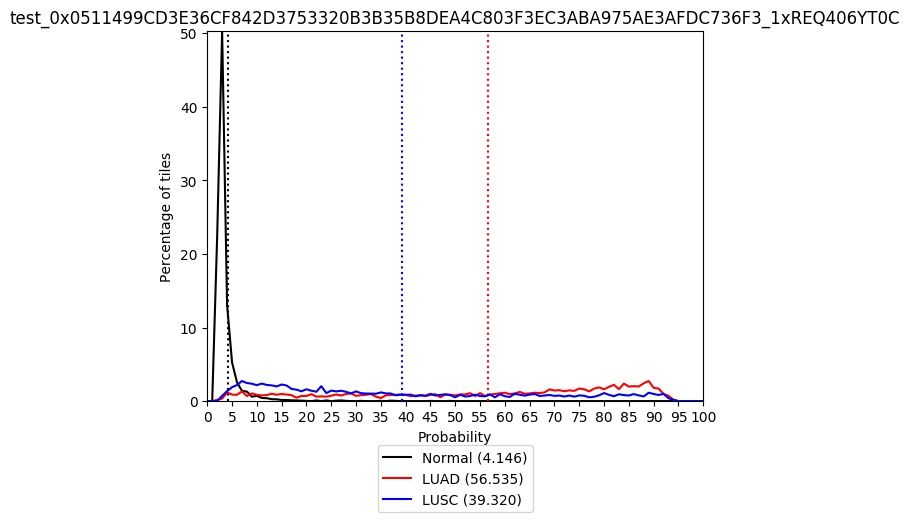 test_0x0511499CD3E36CF842D3753320B3B35B8DEA4C803F3EC3ABA975AE3AFDC736F3_1xREQ406YT0C
50
40
30
20
10
0
Percentage of tiles
0 5 10 15 20 25 30 35 40 45 50 55 60 65 70 75 80 85 90 95 100
Probability
Normal (4.146)
LUAD (56.535)
LUSC (39.320)